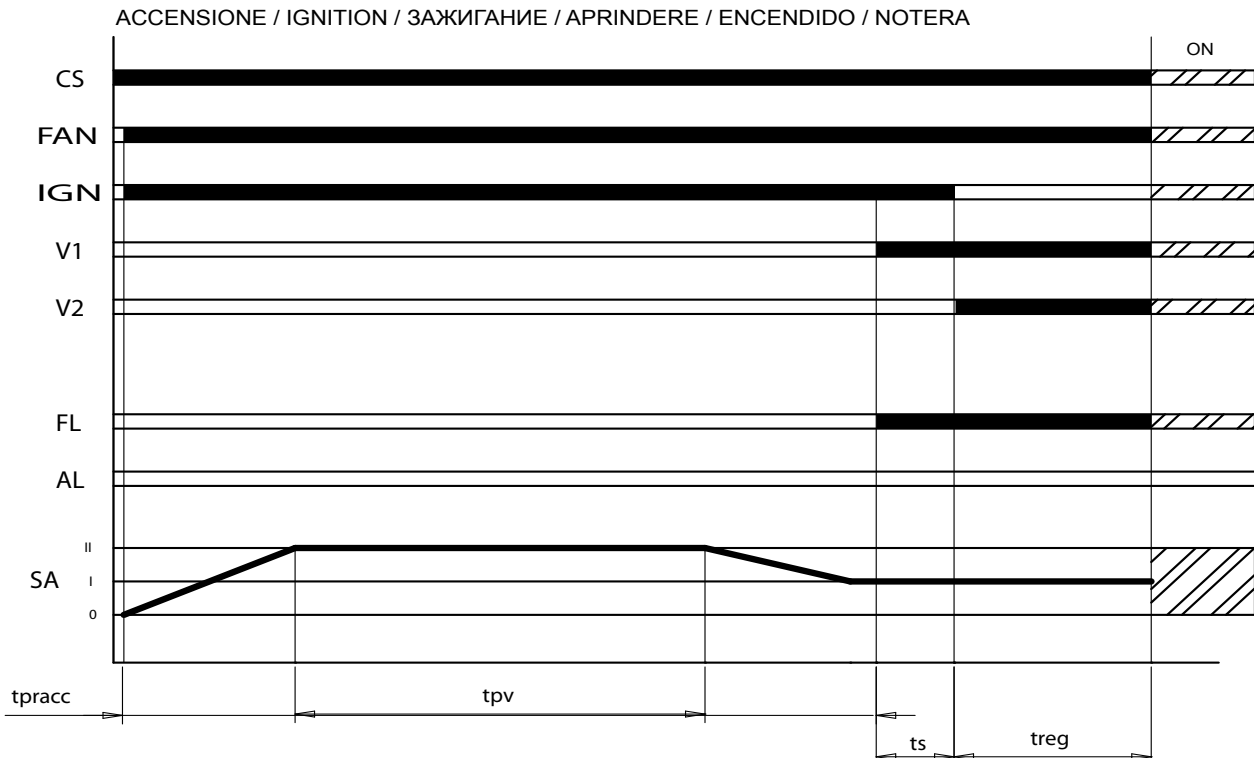 ACCENSIONE / IGNITION / ЗАЖИГАНИЕ / APRINDERE / ENCENDIDO / NOTERA
ON
CS
FAN
IGN
V1
V2
FL
AL
II
SA I
0
tpracc
tpv
ts
treg